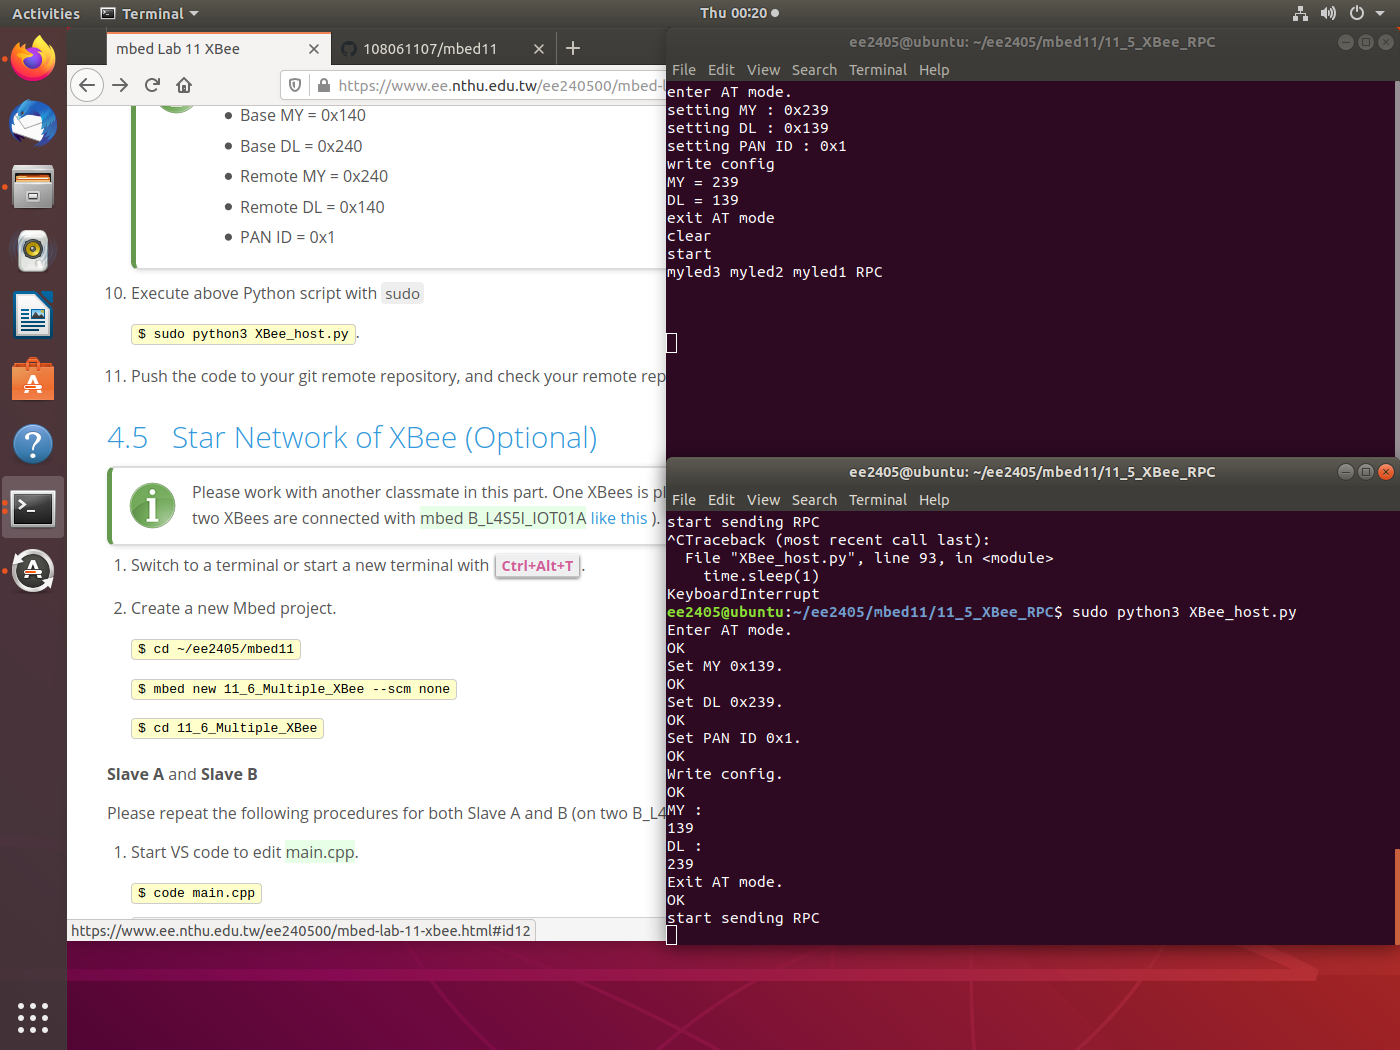 Activities
Terminal
Thu 00:20
mbed Lab 11 XBee
108061107/mbed11
https://www.ee.nthu.edu.tw/ee240500/mbed-l
Base MY = 0x140
Base DL = 0x240
Remote MY = 0x240
Remote DL = 0x140
PAN ID = 0x1
10. Execute above Python script with sudo
$ sudo python3 XBee_host.py.
11. Push the code to your git remote repository, and check your remote rep
4.5 Star Network of XBee (Optional)
Please work with another classmate in this part. One XBees is pl
two XBees are connected with mbed B_L4S5I_IOT01A like this ).
1. Switch to a terminal or start a new terminal with Ctrl+Alt+T.
2. Create a new Mbed project.
$ cd ~/ee2405/mbed11
$ mbed new 11_6_Multiple_XBee --scm none
$ cd 11_6_Multiple_XBee
Slave A and Slave B
Please repeat the following procedures for both Slave A and B (on two B_L4
1. Start VS code to edit main.cpp.
$ code main.cpp
https://www.ee.nthu.edu.tw/ee240500/mbed-lab-11-xbee.html#id12
ee2405@ubuntu: ~/ee2405/mbed11/11_5_XBee_RPC
File Edit View Search Terminal Help
enter AT mode.
setting MY : 0x239
setting DL : 0x139
setting PAN ID : 0x1
write config
MY = 239
DL = 139
exit AT mode
clear
start
myled3 myled2 myled1 RPC
ee2405@ubuntu: ~/ee2405/mbed11/11_5_XBee_RPC
File Edit View Search Terminal Help
start sending RPC
^CTraceback (most recent call last):
  File "XBee_host.py", line 93, in <module>
    time.sleep(1)
KeyboardInterrupt
ee2405@ubuntu:~/ee2405/mbed11/11_5_XBee_RPC$ sudo python3 XBee_host.py
Enter AT mode.
OK
Set MY 0x139.
OK
Set DL 0x239.
OK
Set PAN ID 0x1.
OK
Write config.
OK
MY :
139
DL :
239
Exit AT mode.
OK
start sending RPC